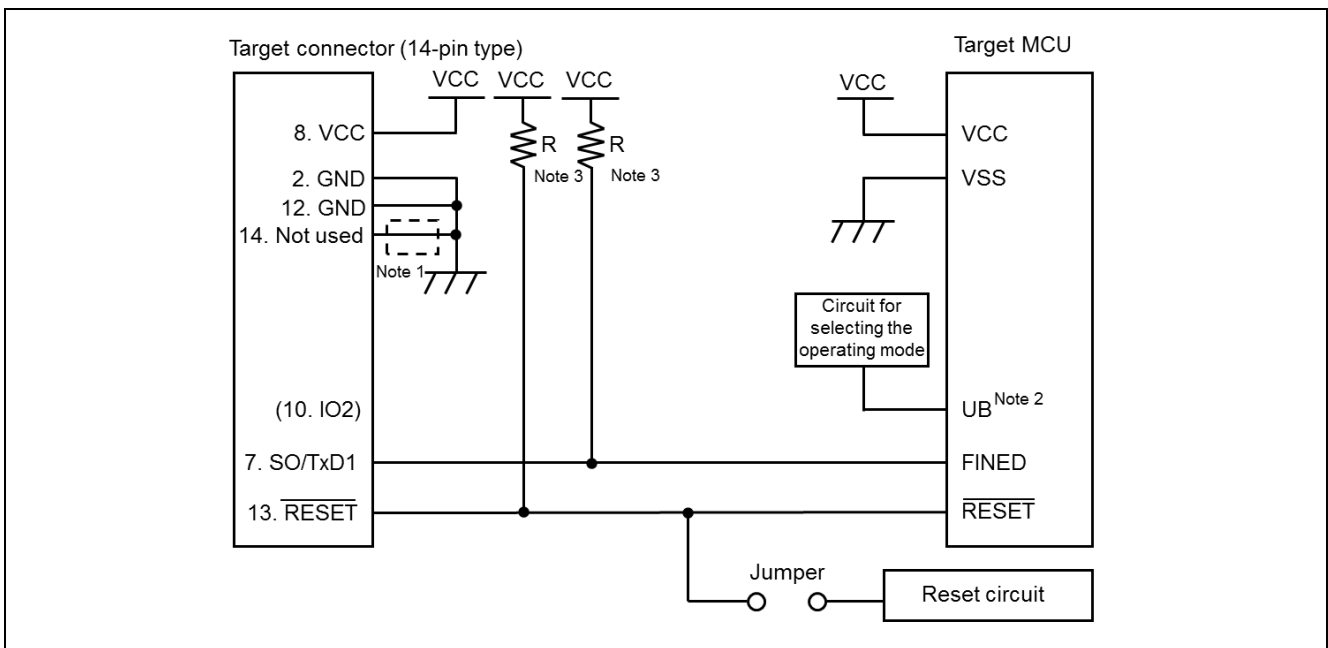 Target connector (14-pin type)
Target MCU
VCC VCC VCC
VCC
8. VCC
R
R
VCC
Note 3
Note 3
2. GND
VSS
12. GND
14. Not used
Note 1
Circuit for
selecting the
operating mode
(10. IO2)
UB Note 2
7. SO/TxD1
FINED
13. RESET
RESET
Jumper
Reset circuit